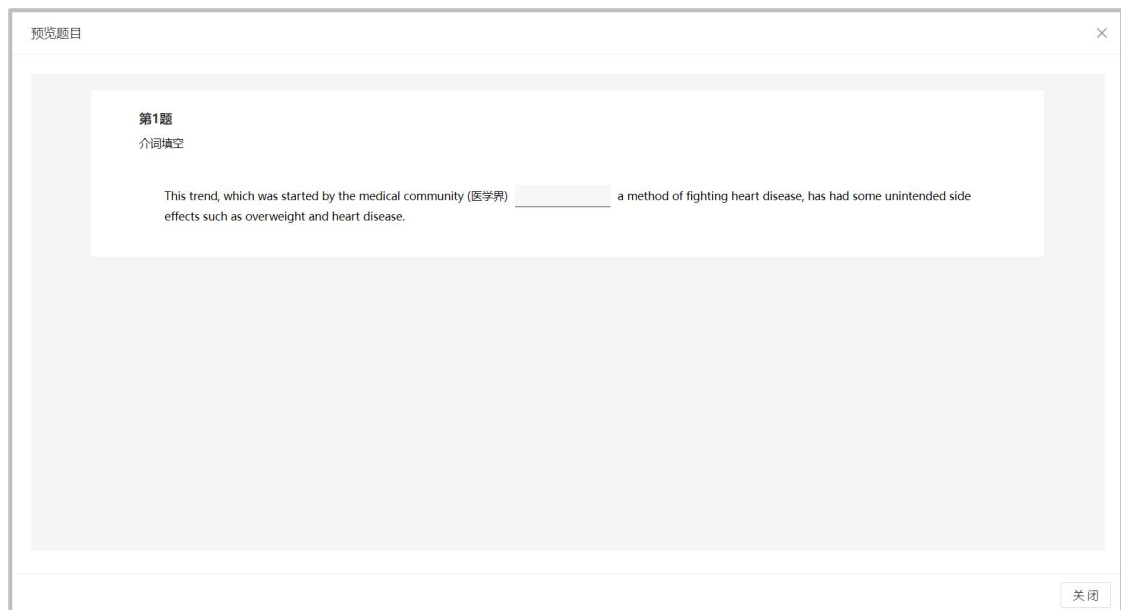 预览题目
第1题
介词填空
This trend, which was started by the medical community (医学界) ____________ a method of fighting heart disease, has had some unintended side
effects such as overweight and heart disease.
关 闭